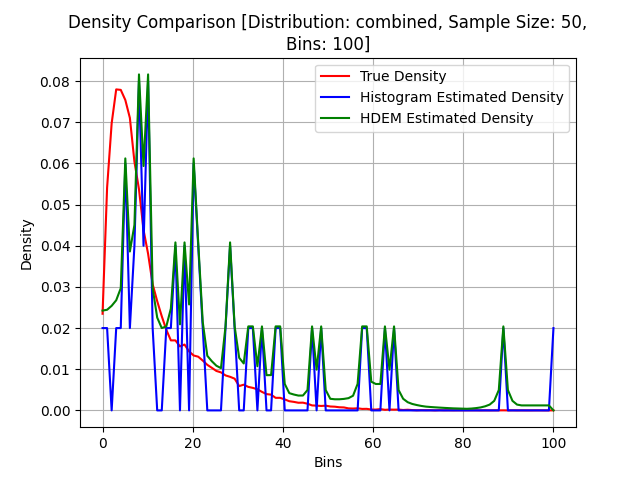 Density Comparison [Distribution: combined, Sample Size: 50,
Bins: 100]
True Density
Histogram Estimated Density
HDEM Estimated Density
Density
0.08
0.07
0.06
0.05
0.04
0.03
0.02
0.01
0.00
0 20 40 60 80 100
Bins